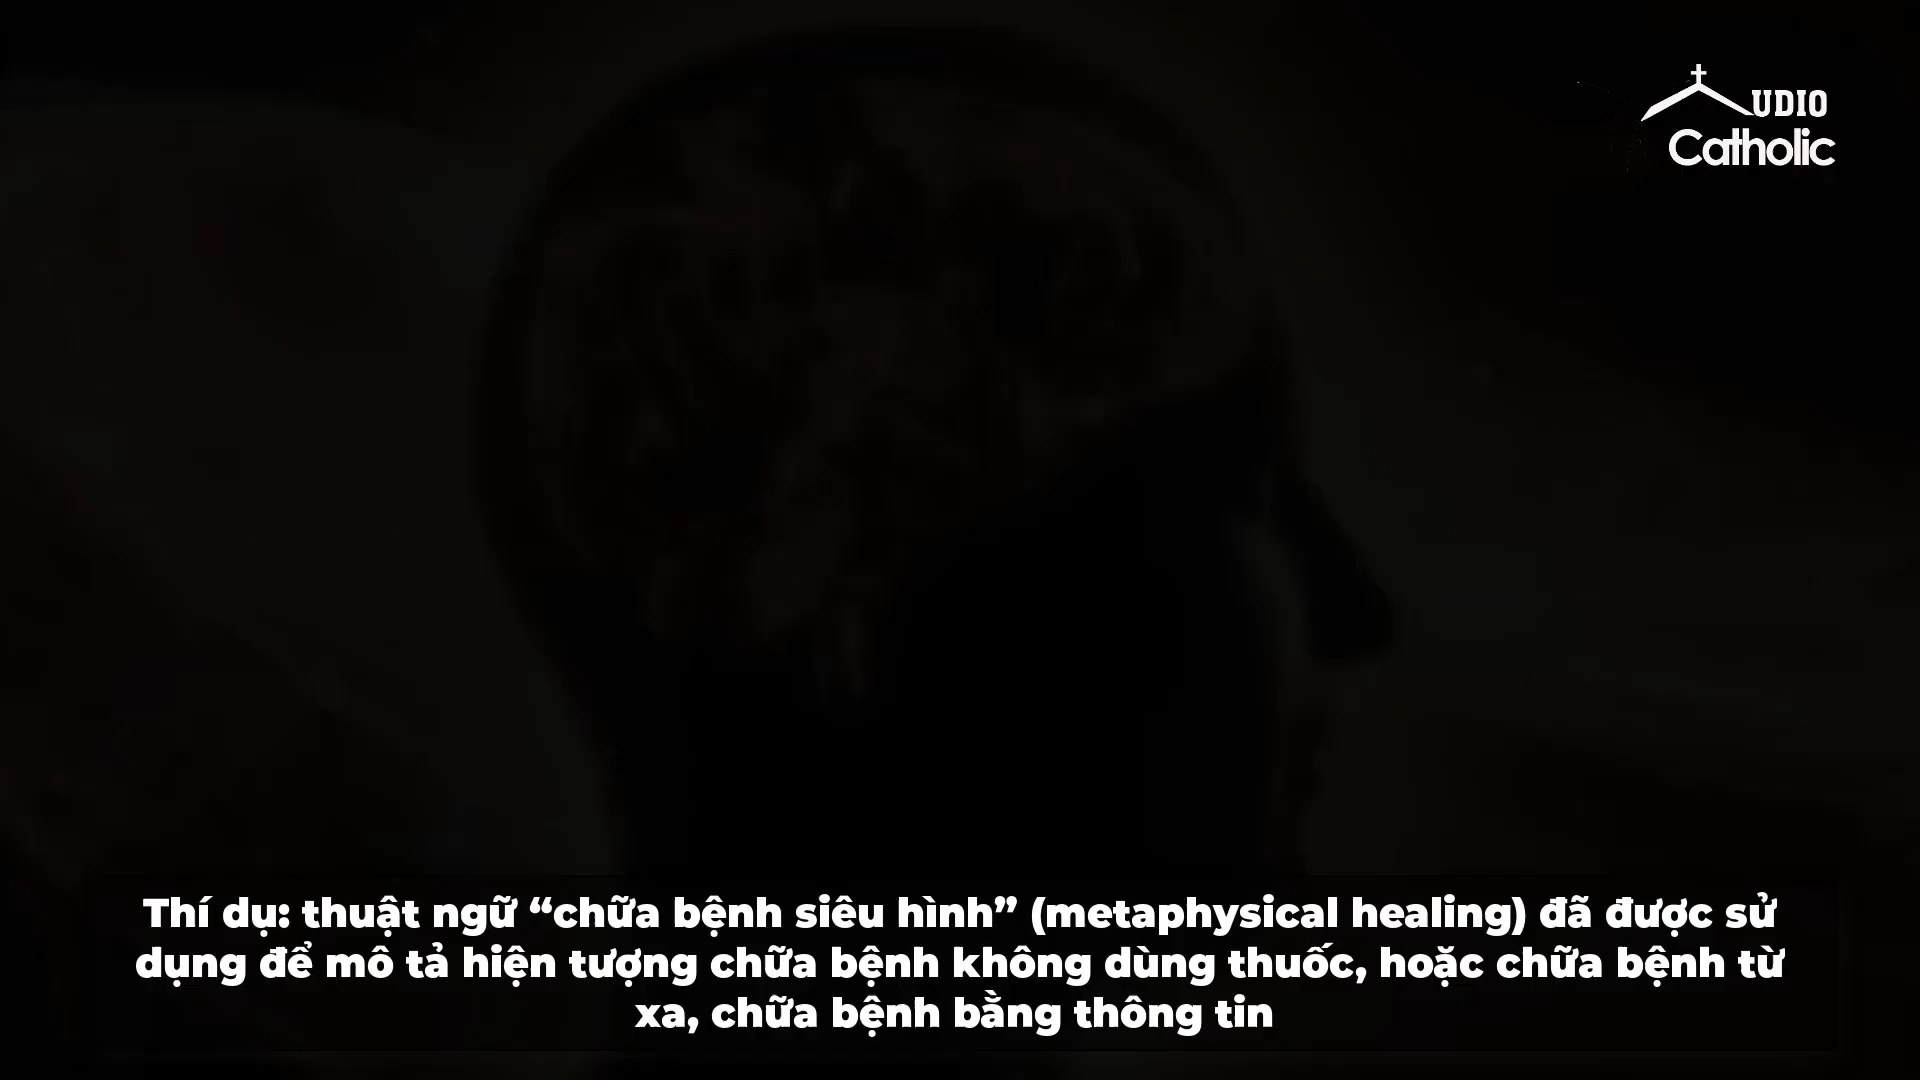 UDIO
Catholic
Thí dụ: thuật ngữ “chữa bệnh siêu hình” (metaphysical healing) đã được sử
dụng để mô tả hiện tượng chữa bệnh không dùng thuốc, hoặc chữa bệnh từ
xa, chữa bệnh bằng thông tin